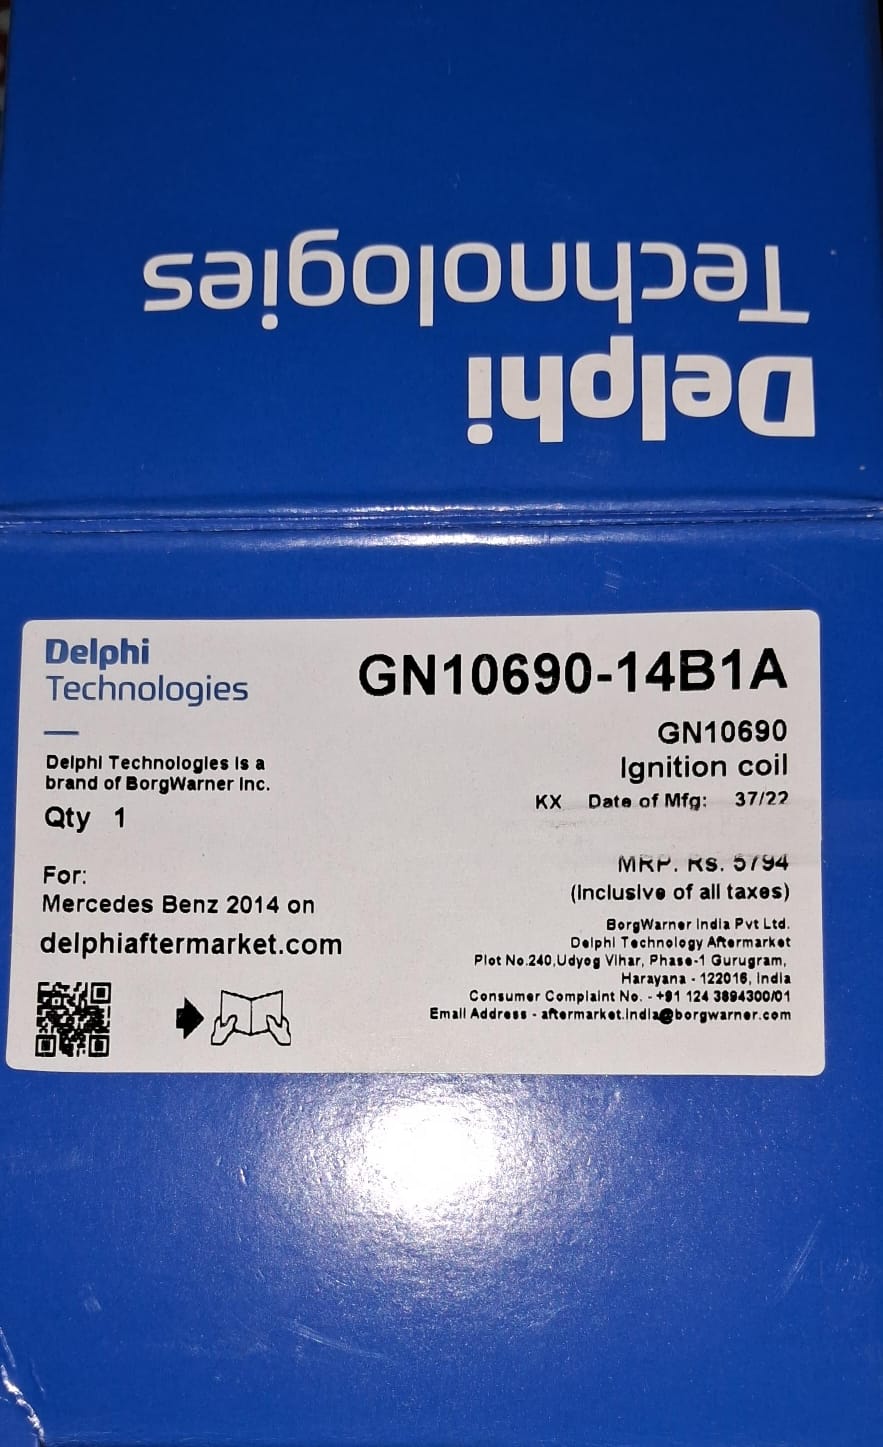 Delphi
Technologies
Delphi
Technologies
Delphi Technologies is a
brand of BorgWarner Inc.
Qty 1
For:
Mercedes Benz 2014 on
delphiaftermarket.com
GN10690-14B1A
GN10690
Ignition coil
KX Date of Mfg: 37/22
MRP. Rs. 5794
(Inclusive of all taxes)
BorgWarner India Pvt Ltd.
Delphi Technology Aftermarket
Plot No.240,Udyog Vihar, Phase-1 Gurugram,
Harayana - 122016, India
Consumer Complaint No. - +91 124 3894300/01
Email Address - aftermarket.india@borgwarner.com